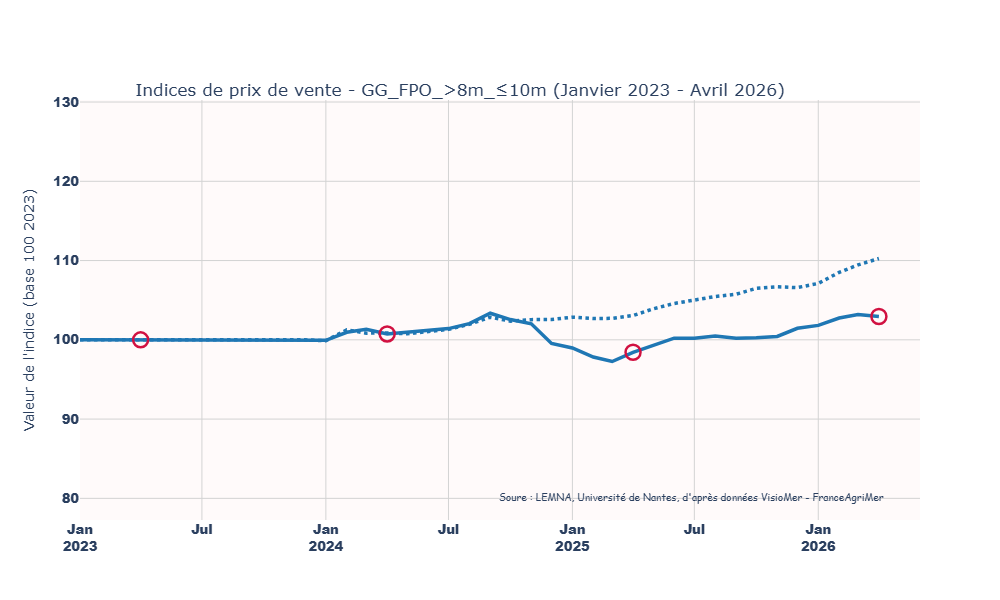 Indices de prix de vente - GG_FPO_>8m_≤10m (Janvier 2023 - Avril 2026)
Valeur de l'indice (base 100 2023)
130
120
110
100
90
80
Soure : LEMNA, Université de Nantes, d'après données VisioMer - FranceAgriMer
Jan Jul Jan Jul Jan Jul Jan
2023 2024 2025 2026